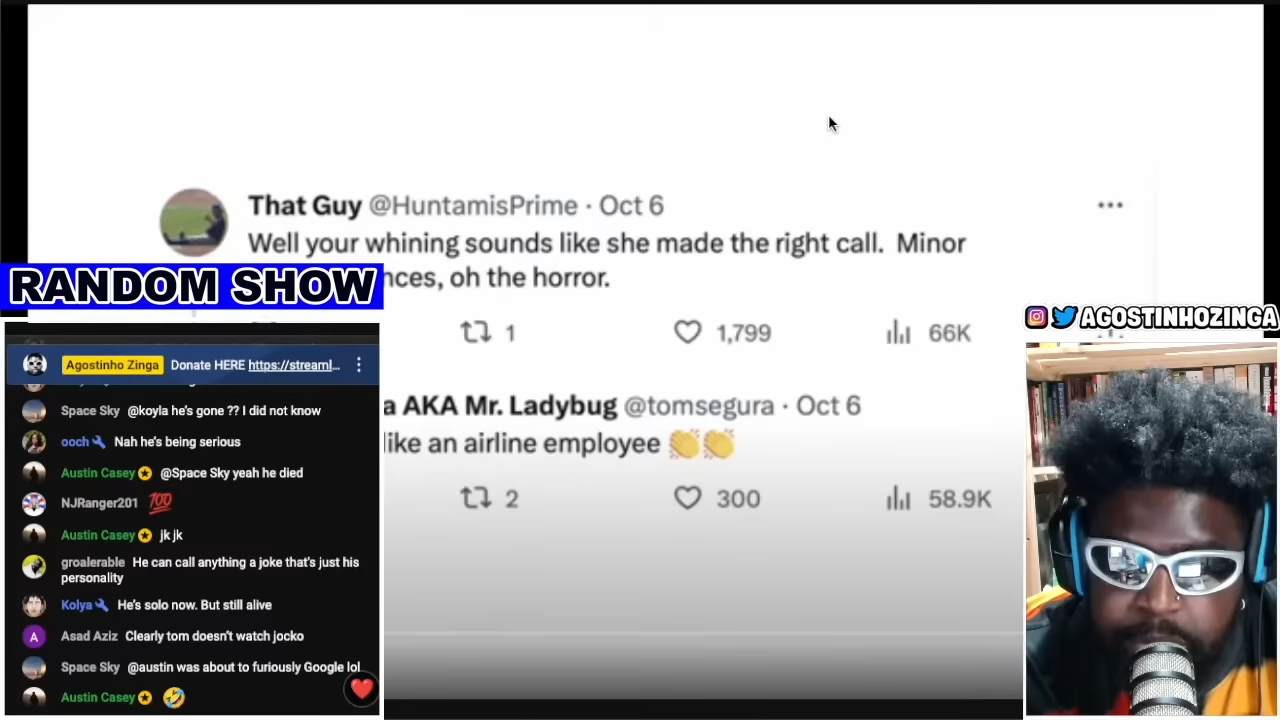 That Guy @HuntamisPrime · Oct 6
Well your whining sounds like she made the right call. Minor
nces, oh the horror.
1 1,799 66K
a AKA Mr. Ladybug @tomsegura · Oct 6
like an airline employee 👏👏
2 300 58.9K
RANDOM SHOW
Agostinho Zinga Donate HERE https://streaml...
Space Sky @koyla he's gone ?? I did not know
ooch Nah he's being serious
Austin Casey @Space Sky yeah he died
NJRanger201 💯
Austin Casey jk jk
groalerable He can call anything a joke that's just his
personality
Kolya He's solo now. But still alive
A Asad Aziz Clearly tom doesn't watch jocko
Space Sky @austin was about to furiously Google lol
Austin Casey 🤣
AGOSTINHOZINGA